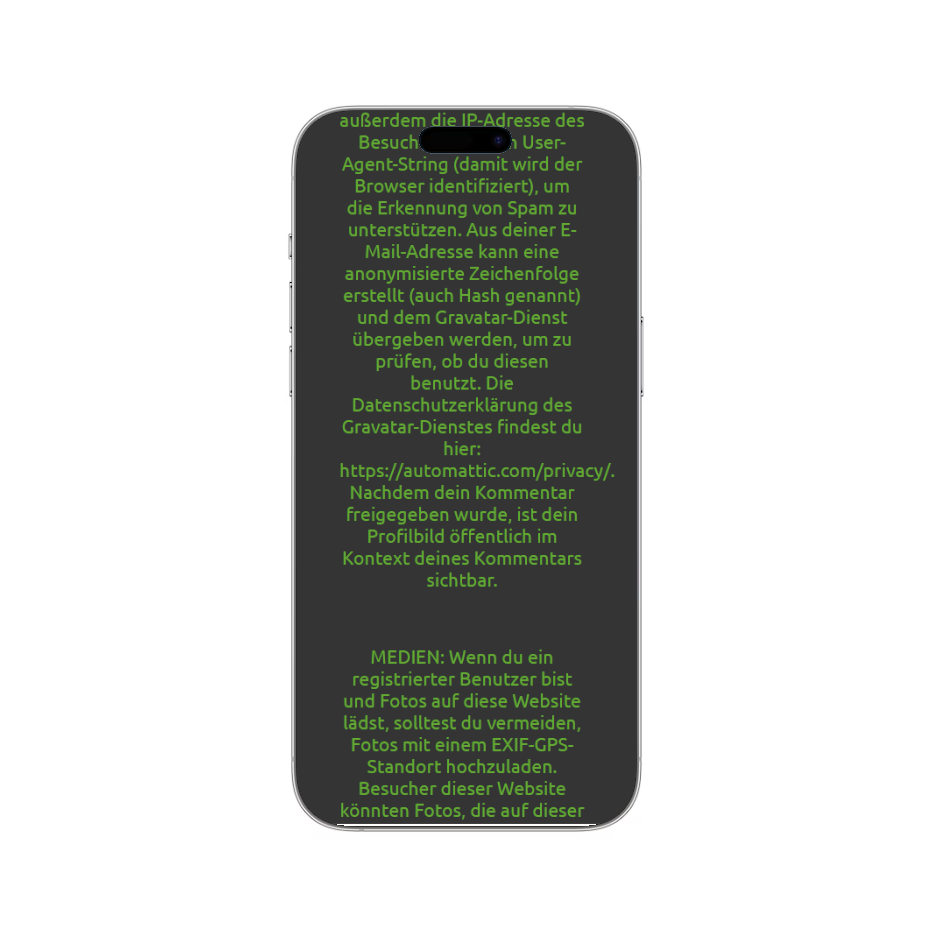 außerdem die IP-Adresse des
Besuch User-
Agent-String (damit wird der
Browser identifiziert), um
die Erkennung von Spam zu
unterstützen. Aus deiner E-
Mail-Adresse kann eine
anonymisierte Zeichenfolge
erstellt (auch Hash genannt)
und dem Gravatar-Dienst
übergeben werden, um zu
prüfen, ob du diesen
benutzt. Die
Datenschutzerklärung des
Gravatar-Dienstes findest du
hier:
https://automattic.com/privacy/.
Nachdem dein Kommentar
freigegeben wurde, ist dein
Profilbild öffentlich im
Kontext deines Kommentars
sichtbar.
MEDIEN: Wenn du ein
registrierter Benutzer bist
und Fotos auf diese Website
lädst, solltest du vermeiden,
Fotos mit einem EXIF-GPS-
Standort hochzuladen.
Besucher dieser Website
könnten Fotos, die auf dieser